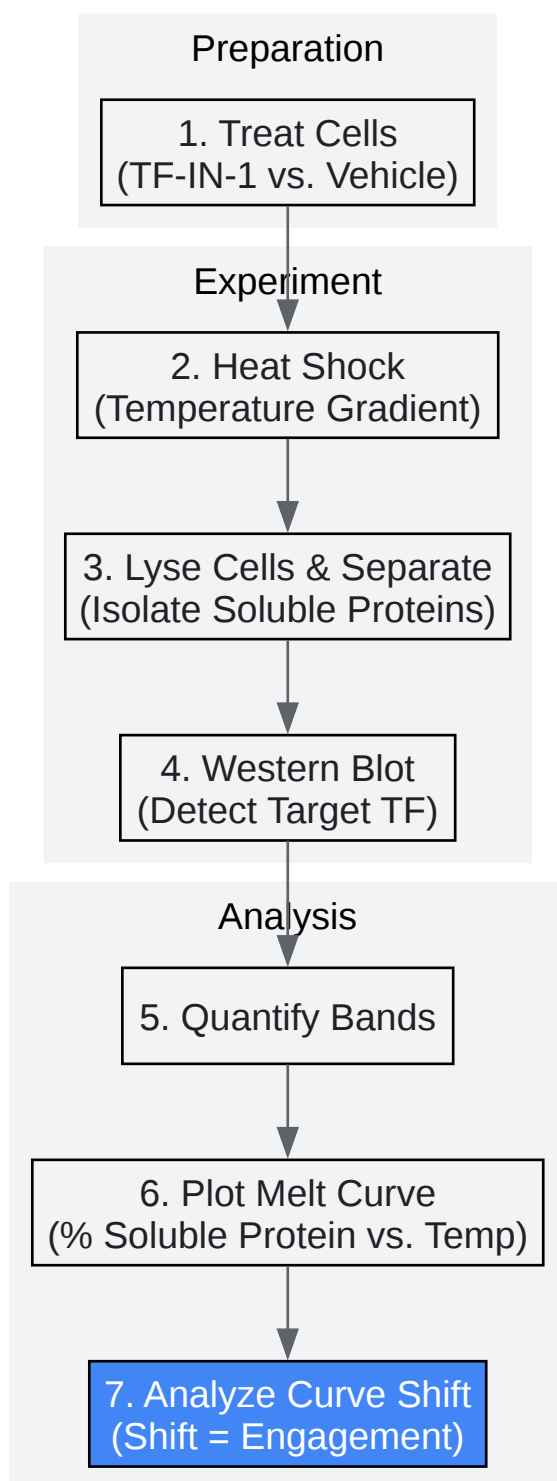 Preparation
1. Treat Cells
(TF-IN-1 vs. Vehicle)
Experiment
2. Heat Shock
(Temperature Gradient)
3. Lyse Cells & Separate
(Isolate Soluble Proteins)
4. Western Blot
(Detect Target TF)
Analysis
5. Quantify Bands
6. Plot Melt Curve
(% Soluble Protein vs. Temp)
7. Analyze Curve Shift
(Shift = Engagement)